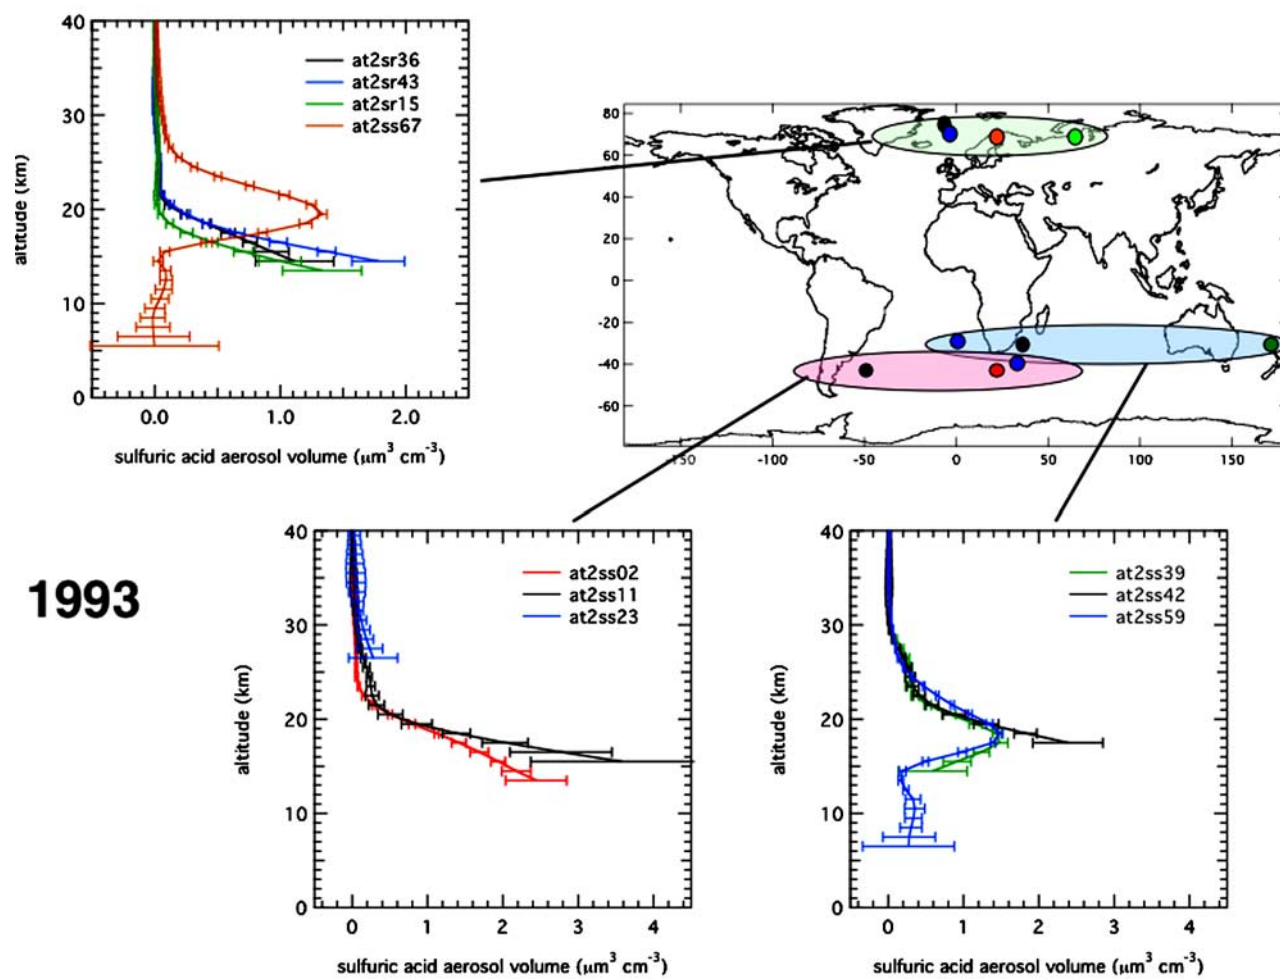 40
30
20
10
0
altitude (km)
at2sr36
at2sr43
at2sr15
at2ss67
0.0 1.0 2.0
sulfuric acid aerosol volume (μm³ cm⁻³)
80
60
40
20
0
-20
-40
-60
-150 -100 -50 0 50 100 150
1993
40
30
20
10
0
altitude (km)
at2ss02
at2ss11
at2ss23
0 1 2 3 4
sulfuric acid aerosol volume (μm³ cm⁻³)
40
30
20
10
0
altitude (km)
at2ss39
at2ss42
at2ss59
0 1 2 3 4
sulfuric acid aerosol volume (μm³ cm⁻³)